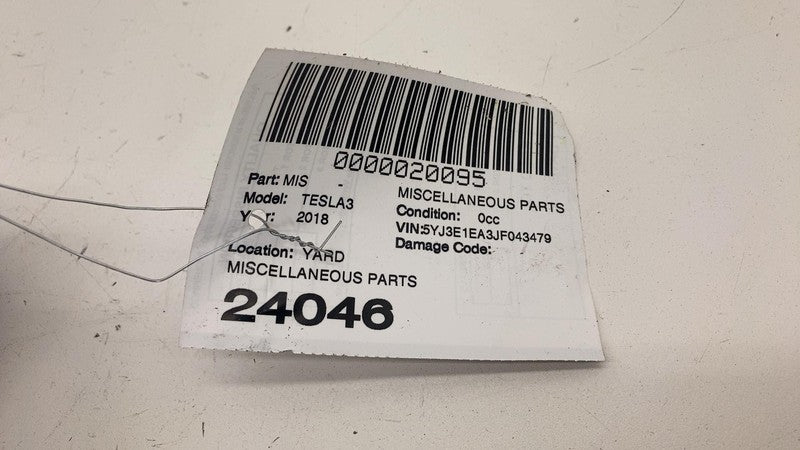 0000020095
Part: MIS -
MISCELLANEOUS PARTS
Model: TESLA3
Condition: 0cc
Year: 2018
VIN:5YJ3E1EA3JF043479
Damage Code:
Location: YARD
MISCELLANEOUS PARTS
24046